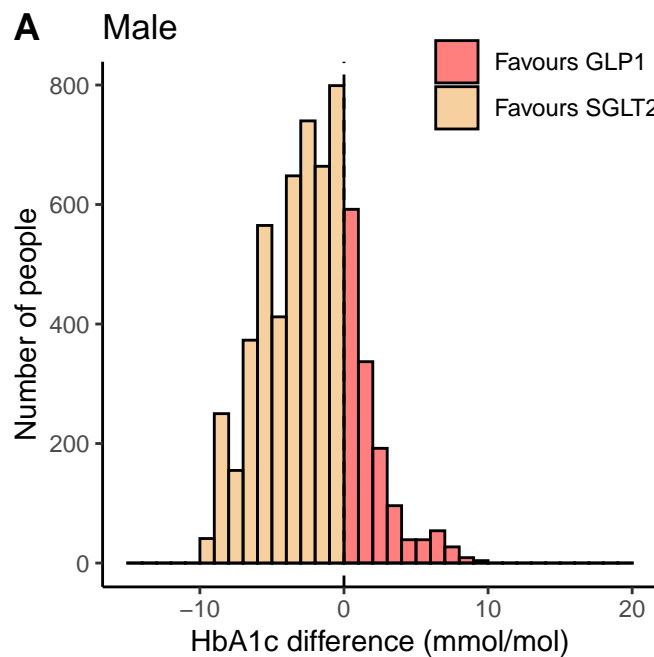 A Male
Favours GLP1
Favours SGLT2
800
600
400
200
0
Number of people
−10 0 10 20
HbA1c difference (mmol/mol)